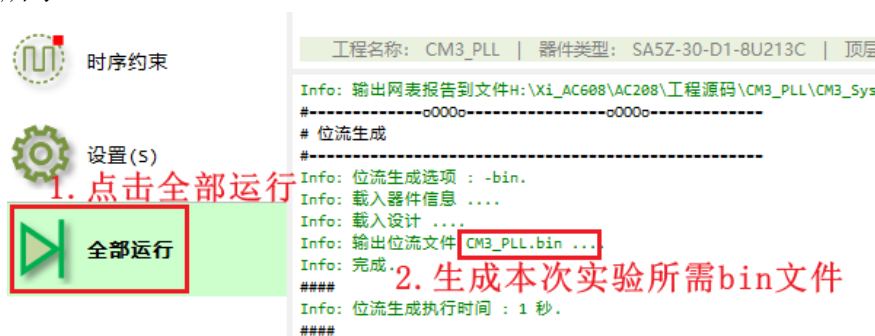 时序约束
设置(S)
1. 点击全部运行
全部运行
工程名称: CM3_PLL | 器件类型: SA5Z-30-D1-8U213C | 顶层
Info: 输出网表报告到文件H:\Xi_AC608\AC208\工程源码\CM3_PLL\CM3_Sys
#-------------oOOOo----------------oOOOo-------------
# 位流生成
#----------------------------------------------------
Info: 位流生成选项 : -bin.
Info: 载入器件信息 ....
Info: 载入设计 ....
Info: 输出位流文件 CM3_PLL.bin ....
Info: 完成.
2. 生成本次实验所需bin文件
####
Info: 位流生成执行时间 : 1 秒.
####